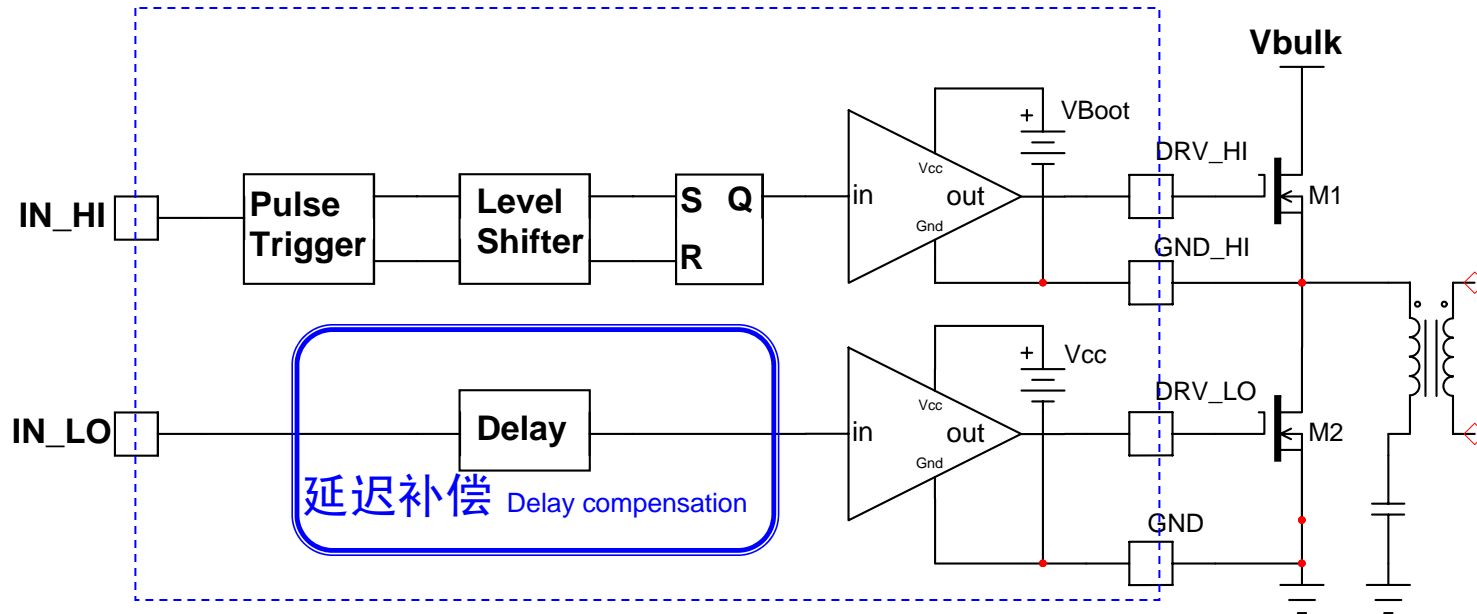 Vbulk
+
VBoot
DRV_HI
Vcc
IN_HI
Pulse
Trigger
Level
Shifter
S Q
R
in
out
Gnd
M1
GND_HI
+
Vcc
DRV_LO
Vcc
IN_LO
Delay
in
out
Gnd
M2
延迟补偿 Delay compensation
GND